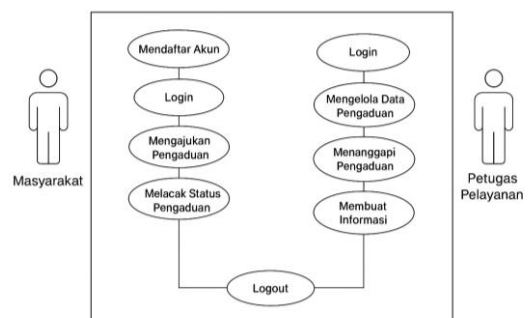 Mendaftar Akun
Login
Mengajukan
Pengaduan
Melacak Status
Pengaduan
Masyarakat
Login
Mengelola Data
Pengaduan
Menanggapi
Pengaduan
Membuat
Informasi
Petugas
Pelayanan
Logout